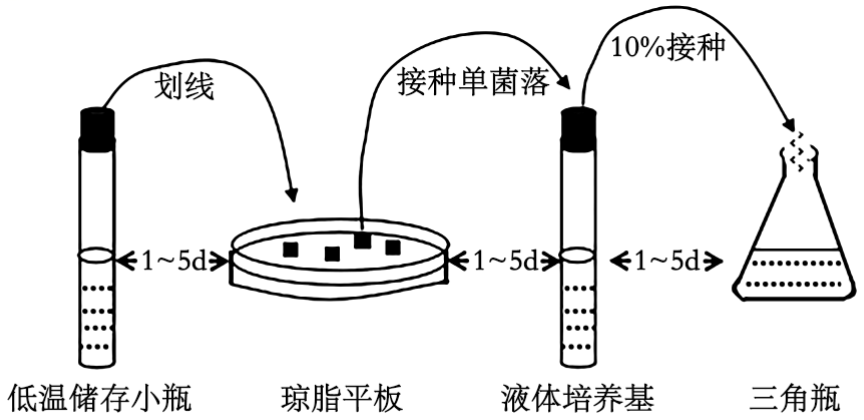 划线
接种单菌落
10%接种
1~5d
1~5d
1~5d
低温储存小瓶
琼脂平板
液体培养基
三角瓶